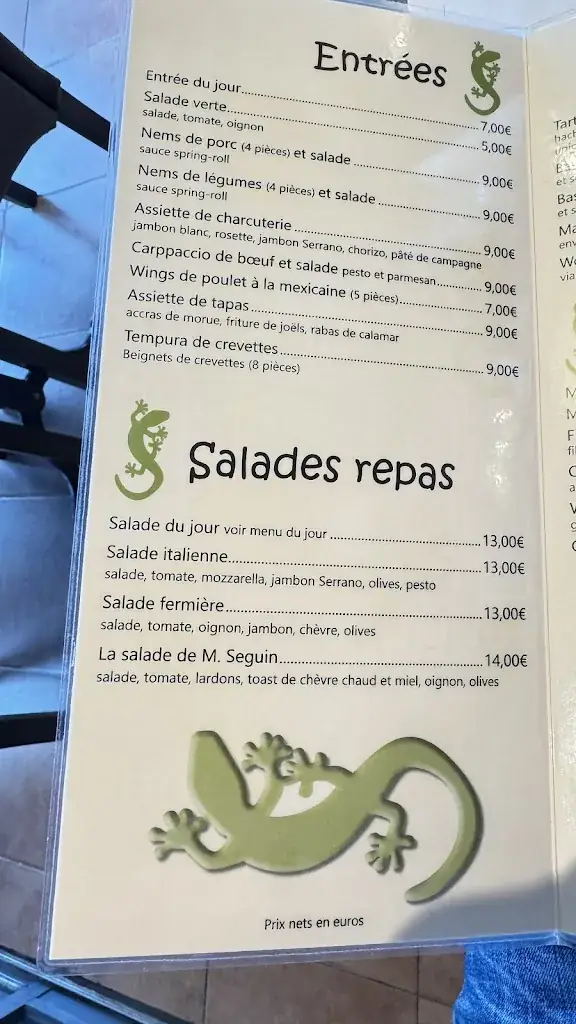 Entrées
Entrée du jour.......... 7,00€
Salade verte.......... 5,00€
salade, tomate, oignon
Nems de porc (4 pièces) et salade.......... 9,00€
sauce spring-roll
Nems de légumes (4 pièces) et salade.......... 9,00€
sauce spring-roll
Assiette de charcuterie.......... 9,00€
jambon blanc, rosette, jambon Serrano, chorizo, pâté de campagne
Carppaccio de bœuf et salade pesto et parmesan.......... 9,00€
Wings de poulet à la mexicaine (5 pièces).......... 7,00€
Assiette de tapas.......... 9,00€
accras de morue, friture de joëls, rabas de calamar
Tempura de crevettes.......... 9,00€
Beignets de crevettes (8 pièces)
Salades repas
Salade du jour voir menu du jour.......... 13,00€
Salade italienne.......... 13,00€
salade, tomate, mozzarella, jambon Serrano, olives, pesto
Salade fermière.......... 13,00€
salade, tomate, oignon, jambon, chèvre, olives
La salade de M. Seguin.......... 14,00€
salade, tomate, lardons, toast de chèvre chaud et miel, oignon, olives
Prix nets en euros